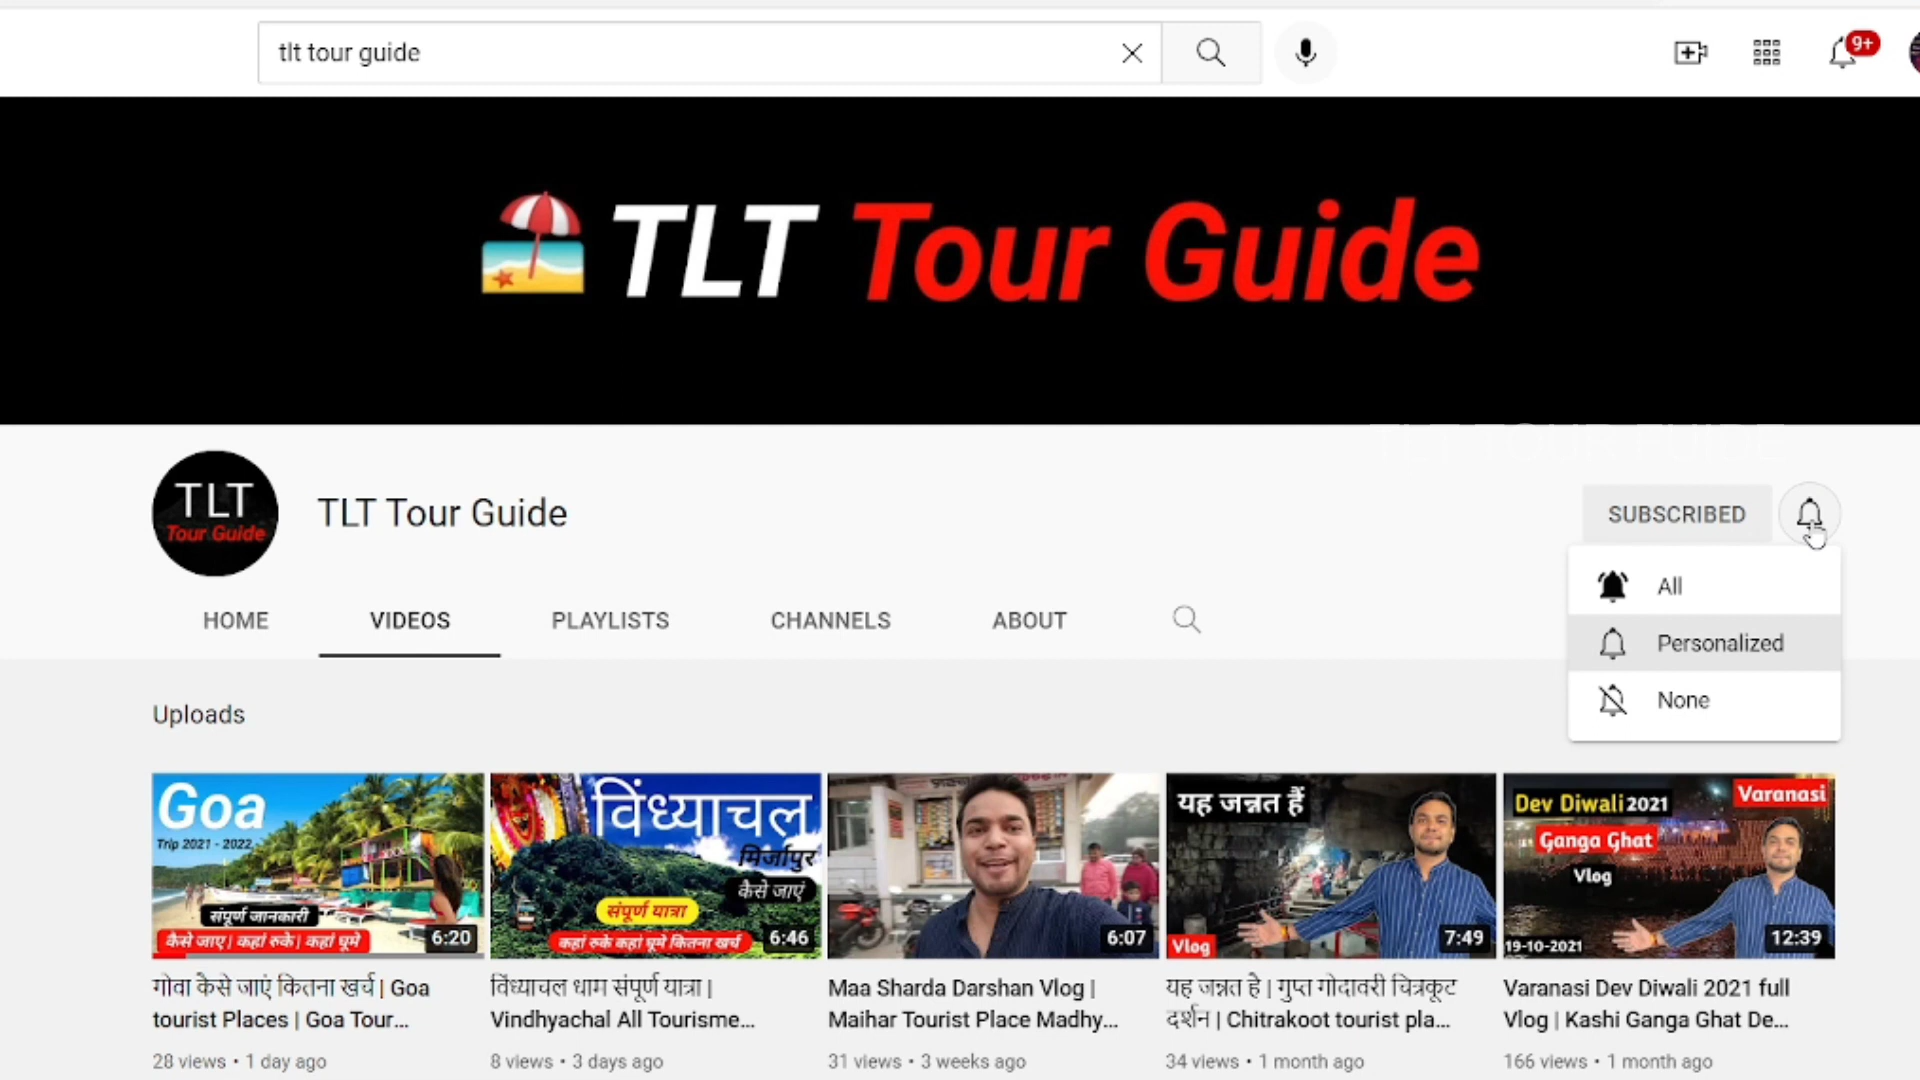 tlt tour guide
9+
TLT Tour Guide
TLT
Tour Guide
TLT Tour Guide
SUBSCRIBED
All
Personalized
None
HOME VIDEOS PLAYLISTS CHANNELS ABOUT
Uploads
Goa
Trip 2021 - 2022
संपूर्ण जानकारी
कैसे जाए | कहां रुके | कहां घूमे
6:20
विंध्याचल
मिर्जापुर
कैसे जाएं
संपूर्ण यात्रा
कहां रुके कहां घूमे कितना खर्च
6:46
6:07
यह जन्नत हैं
Vlog
7:49
Dev Diwali 2021
Varanasi
Ganga Ghat
Vlog
19-10-2021
12:39
गोवा कैसे जाएं कितना खर्च | Goa
tourist Places | Goa Tour...
28 views • 1 day ago
विंध्याचल धाम संपूर्ण यात्रा |
Vindhyachal All Tourisme...
8 views • 3 days ago
Maa Sharda Darshan Vlog |
Maihar Tourist Place Madhy...
31 views • 3 weeks ago
यह जन्नत है | गुप्त गोदावरी चित्रकूट
दर्शन | Chitrakoot tourist pla...
34 views • 1 month ago
Varanasi Dev Diwali 2021 full
Vlog | Kashi Ganga Ghat De...
166 views • 1 month ago